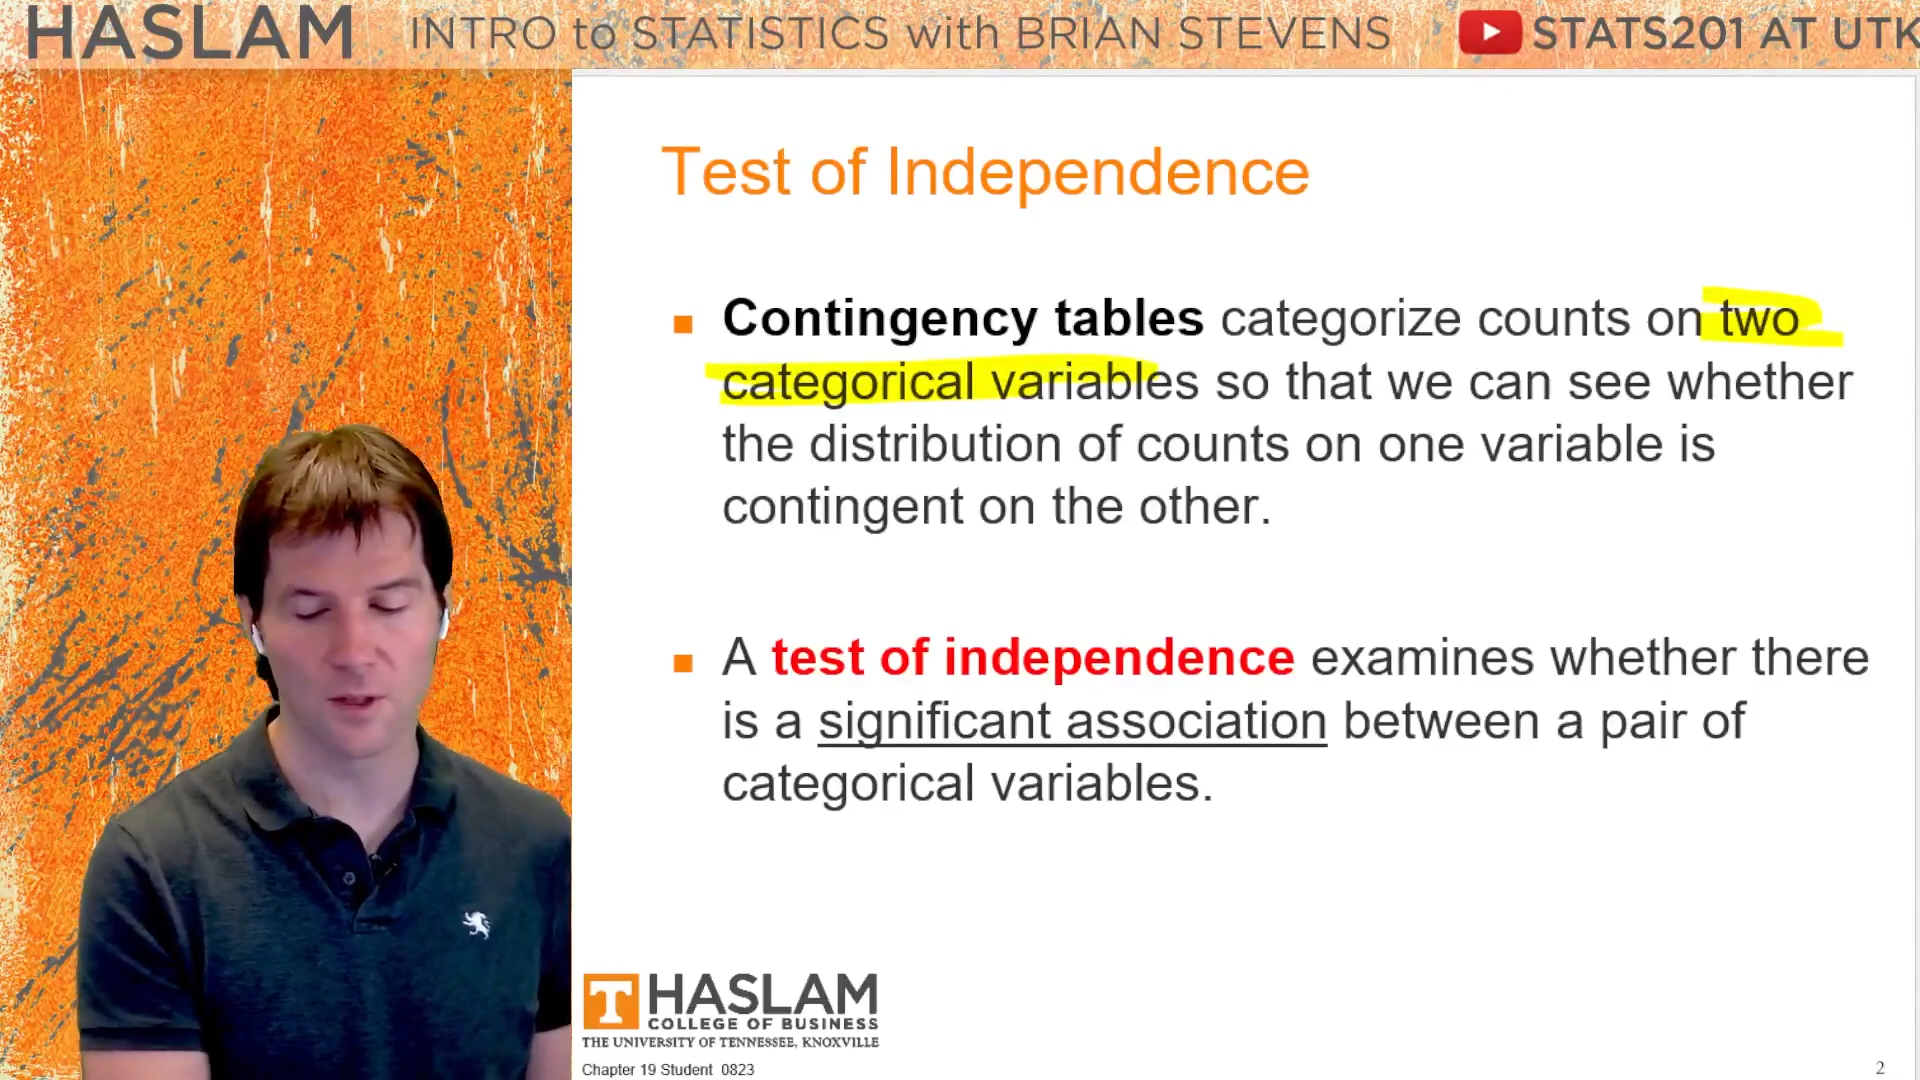 HASLAM INTRO to STATISTICS with BRIAN STEVENS STATS201 AT UTK
Test of Independence
Contingency tables categorize counts on two
categorical variables so that we can see whether
the distribution of counts on one variable is
contingent on the other.
A test of independence examines whether there
is a significant association between a pair of
categorical variables.
T HASLAM
COLLEGE OF BUSINESS
THE UNIVERSITY OF TENNESSEE, KNOXVILLE
Chapter 19 Student 0823
2